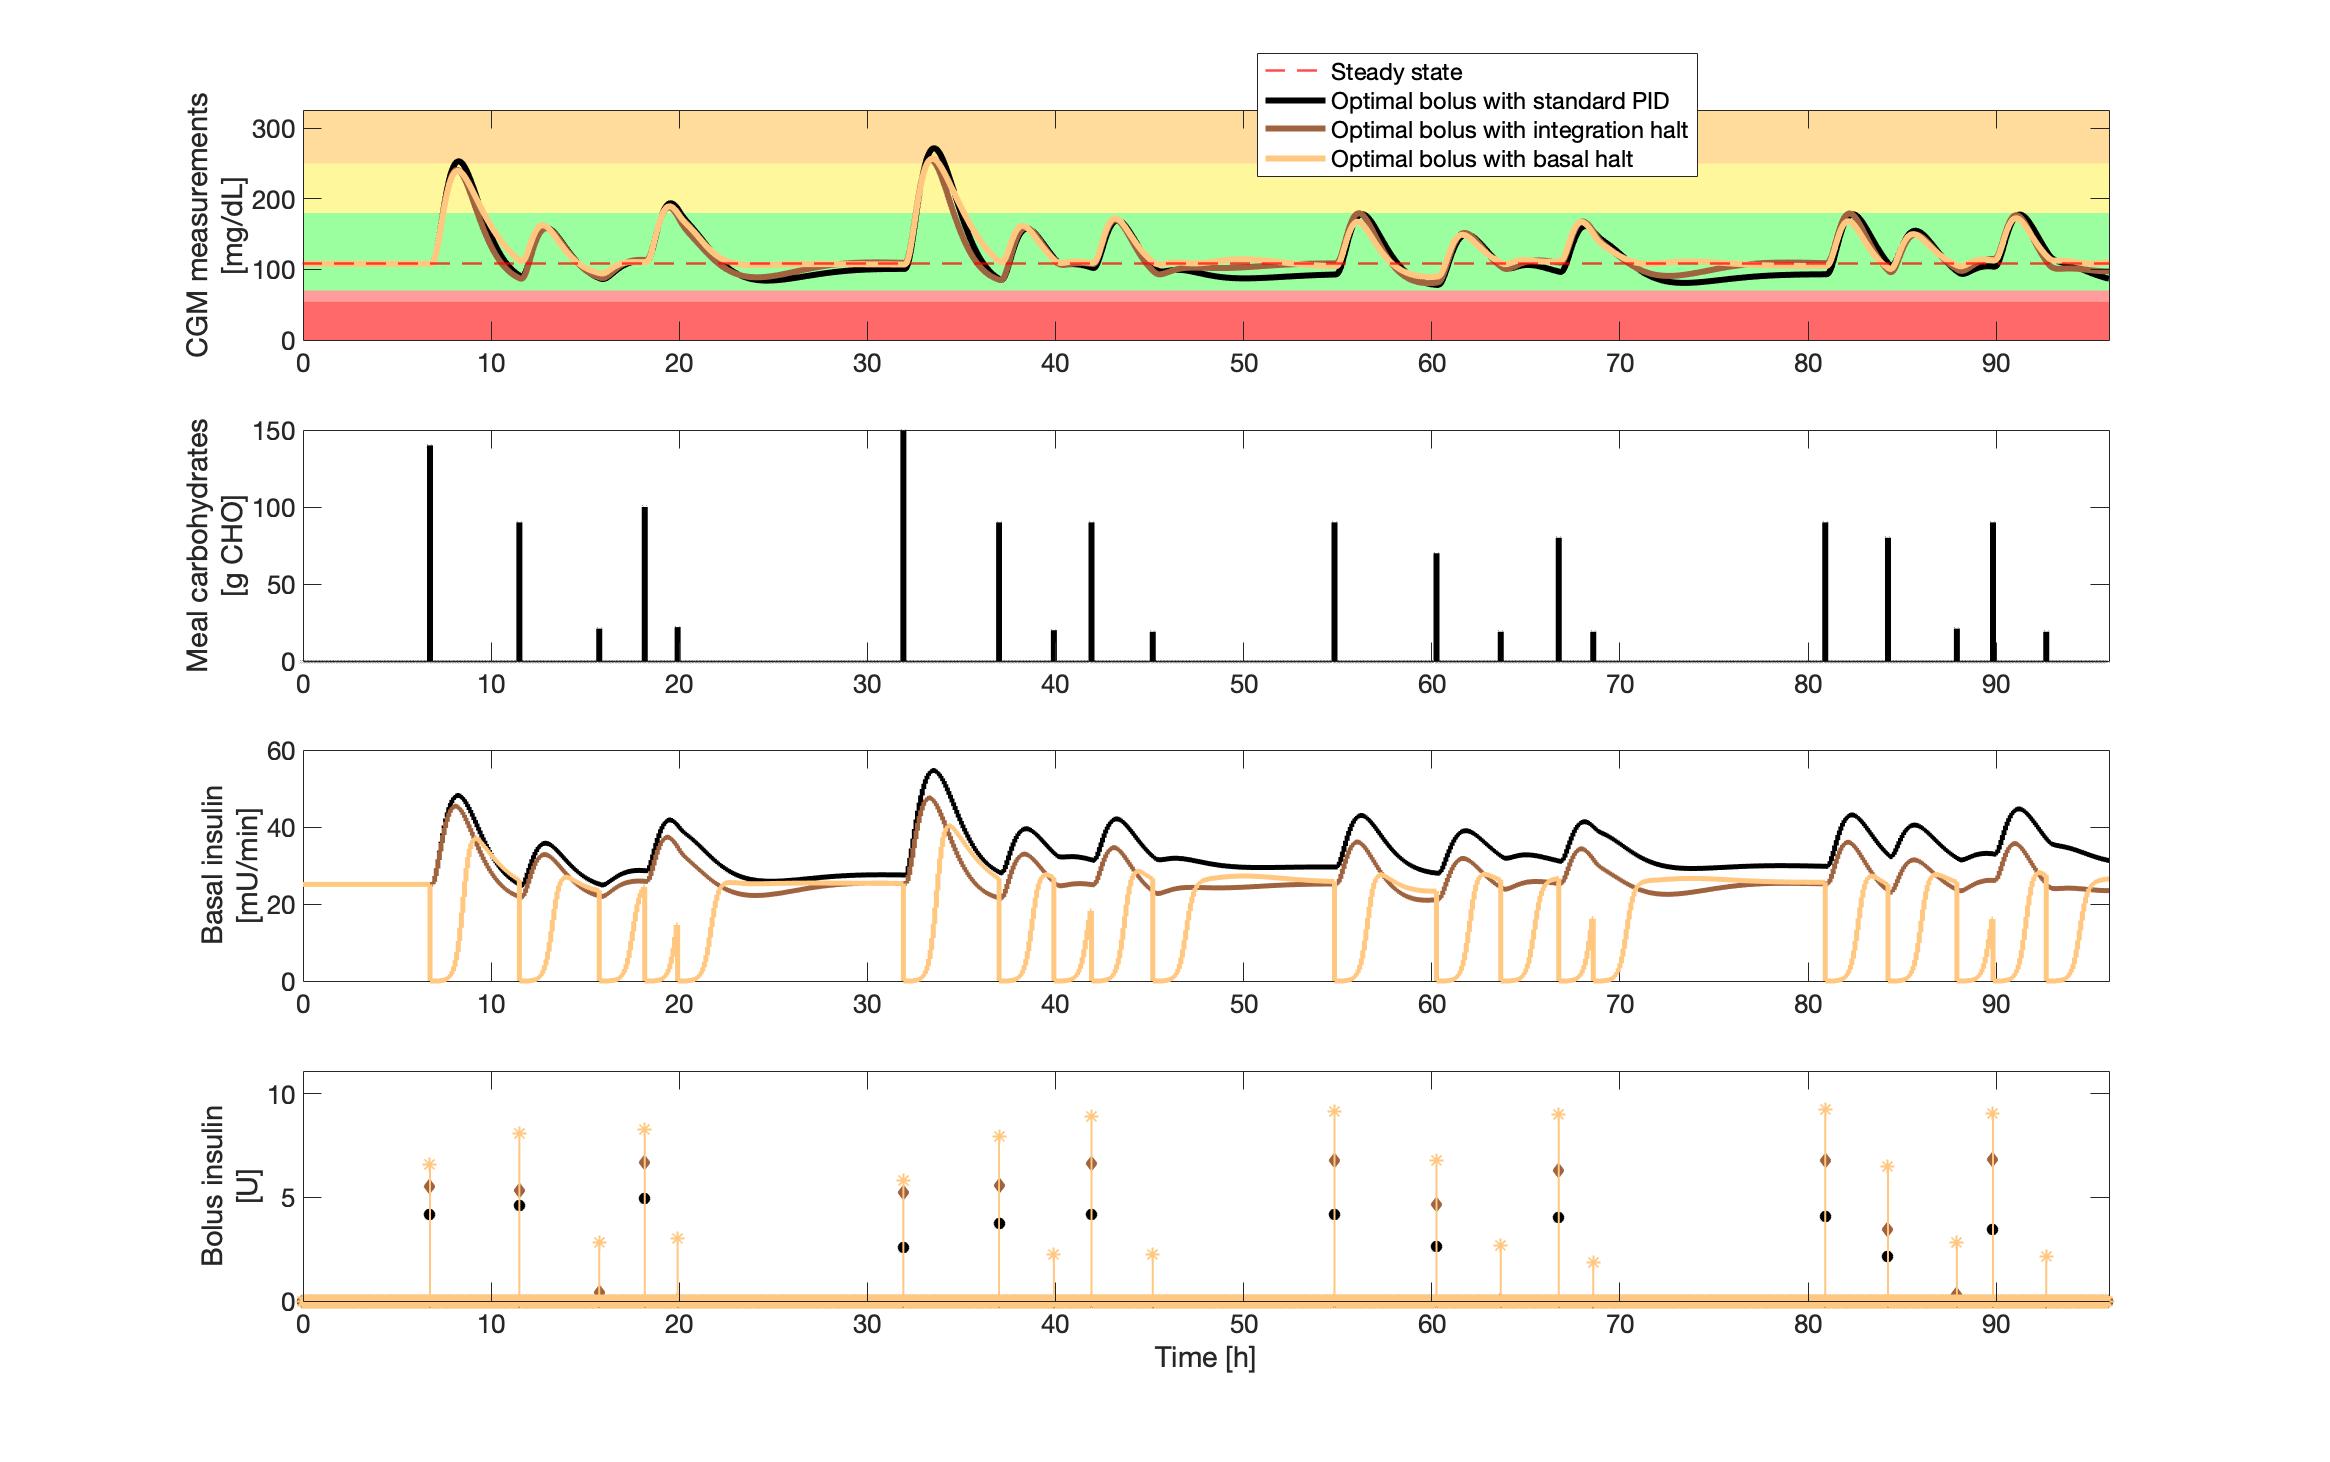 Steady state
Optimal bolus with standard PID
Optimal bolus with integration halt
Optimal bolus with basal halt
CGM measurements
[mg/dL]
300
200
100
0
0 10 20 30 40 50 60 70 80 90
Meal carbohydrates
[g CHO]
150
100
50
0
0 10 20 30 40 50 60 70 80 90
Basal insulin
[mU/min]
60
40
20
0
0 10 20 30 40 50 60 70 80 90
Bolus insulin
[U]
10
5
0
0 10 20 30 40 50 60 70 80 90
Time [h]